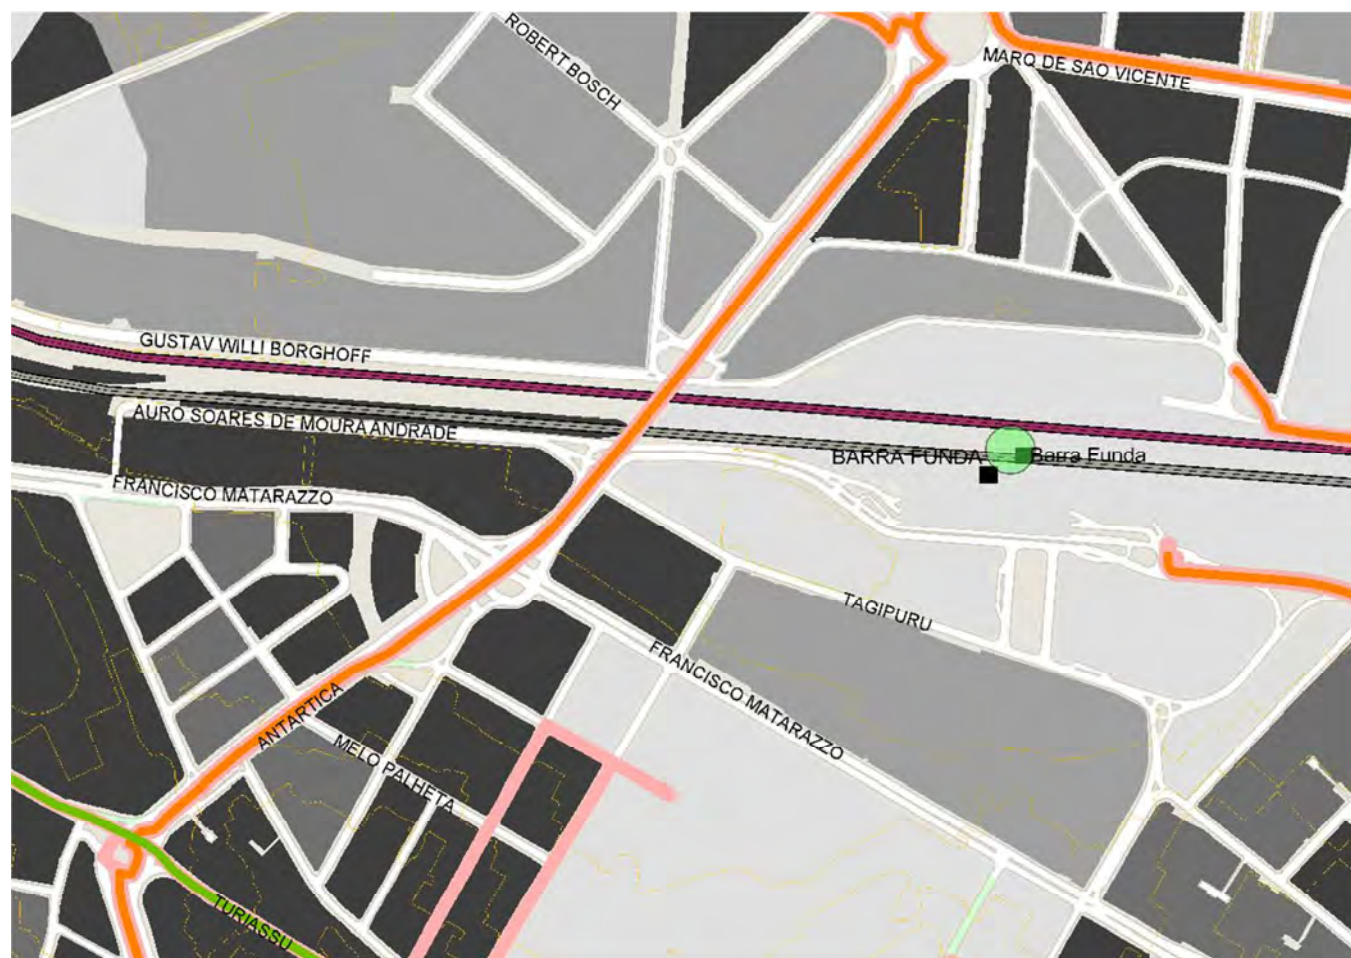 ROBERT BOSCH
MARQ DE SAO VICENTE
GUSTAV WILLI BORGHOFF
AURO SOARES DE MOURA ANDRADE
BARRA FUNDA
Barra Funda
FRANCISCO MATARAZZO
TAGIPURU
FRANCISCO MATARAZZO
ANTARTICA
MELO PALHETA
TURIASSU